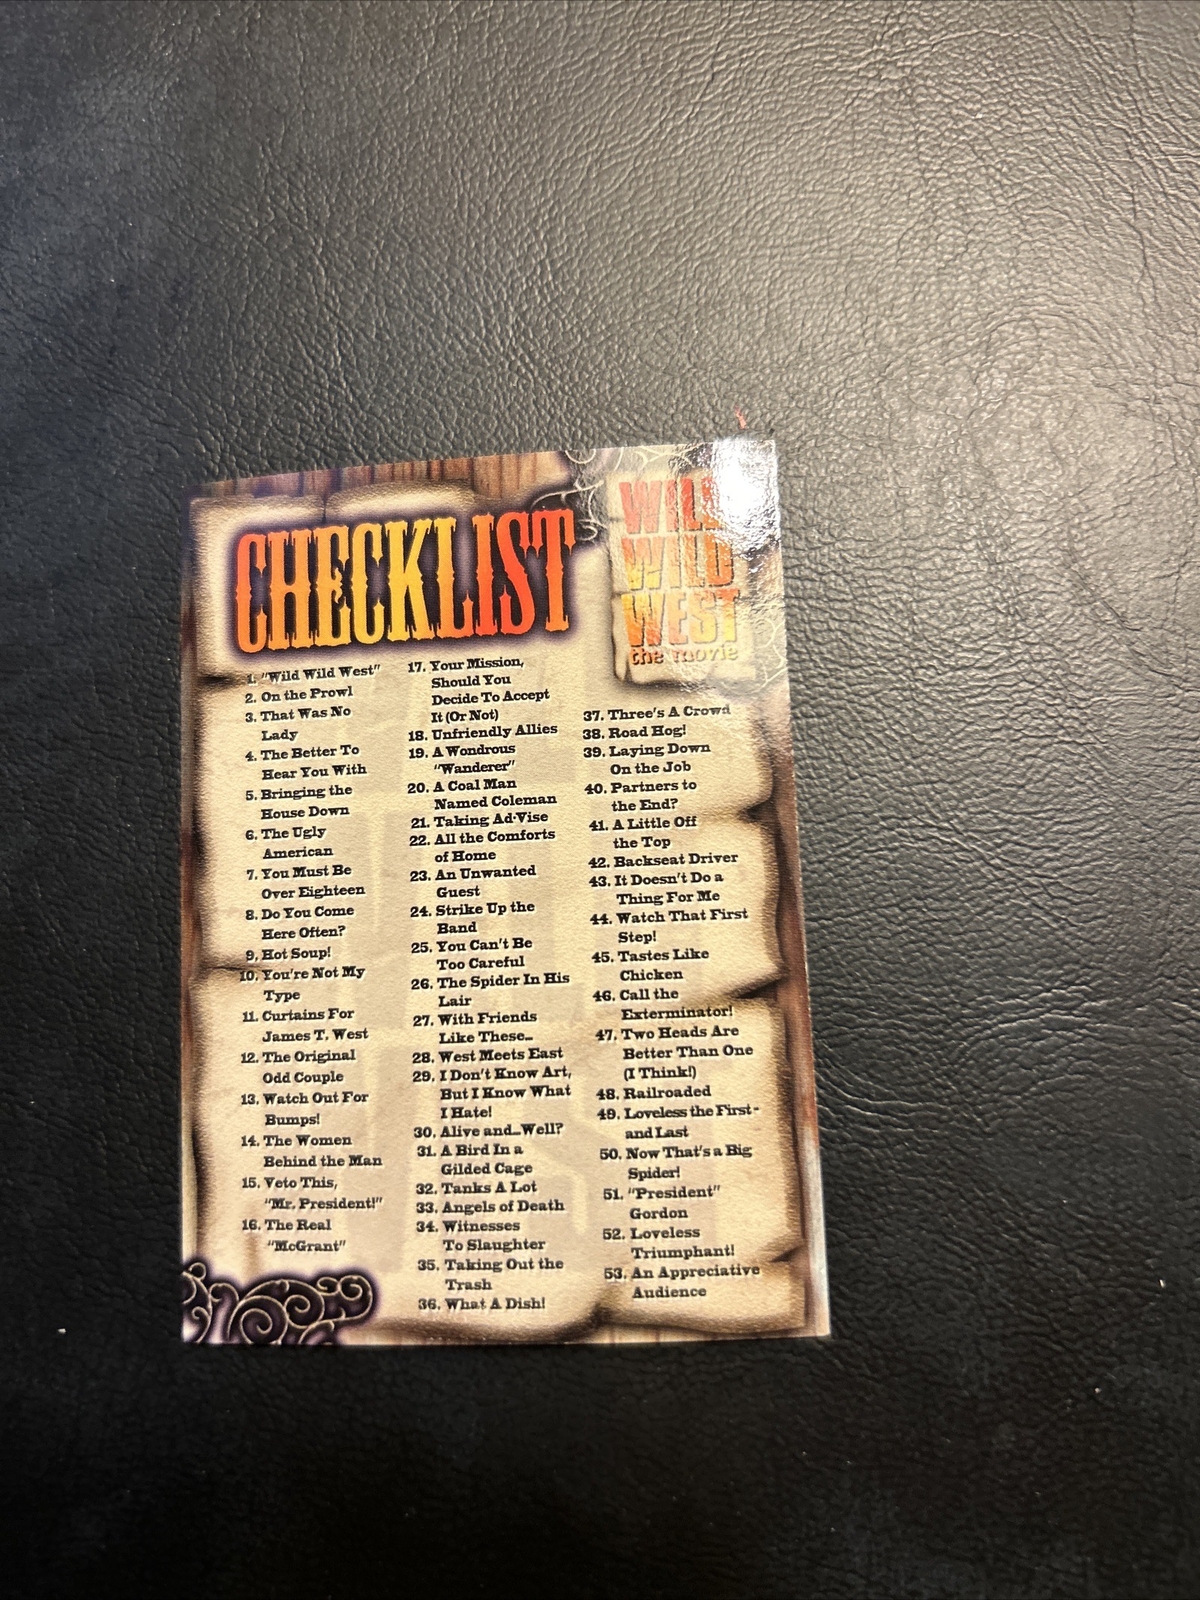 CHECKLIST
WILD
WILD
WEST
the movie
1. "Wild Wild West"
2. On the Prowl
3. That Was No
Lady
4. The Better To
Hear You With
5. Bringing the
House Down
6. The Ugly
American
7. You Must Be
Over Eighteen
8. Do You Come
Here Often?
9. Hot Soup!
10. You're Not My
Type
11. Curtains For
James T. West
12. The Original
Odd Couple
13. Watch Out For
Bumps!
14. The Women
Behind the Man
15. Veto This,
"Mr. President!"
16. The Real
"McGrant"
17. Your Mission,
Should You
Decide To Accept
It (Or Not)
18. Unfriendly Allies
19. A Wondrous
"Wanderer"
20. A Coal Man
Named Coleman
21. Taking Ad-Vise
22. All the Comforts
of Home
23. An Unwanted
Guest
24. Strike Up the
Band
25. You Can't Be
Too Careful
26. The Spider In His
Lair
27. With Friends
Like These...
28. West Meets East
29. I Don't Know Art,
But I Know What
I Hate!
30. Alive and...Well?
31. A Bird In a
Gilded Cage
32. Tanks A Lot
33. Angels of Death
34. Witnesses
To Slaughter
35. Taking Out the
Trash
36. What A Dish!
37. Three's A Crowd
38. Road Hog!
39. Laying Down
On the Job
40. Partners to
the End?
41. A Little Off
the Top
42. Backseat Driver
43. It Doesn't Do a
Thing For Me
44. Watch That First
Step!
45. Tastes Like
Chicken
46. Call the
Exterminator!
47. Two Heads Are
Better Than One
(I Think!)
48. Railroaded
49. Loveless the First-
and Last
50. Now That's a Big
Spider!
51. "President"
Gordon
52. Loveless
Triumphant!
53. An Appreciative
Audience